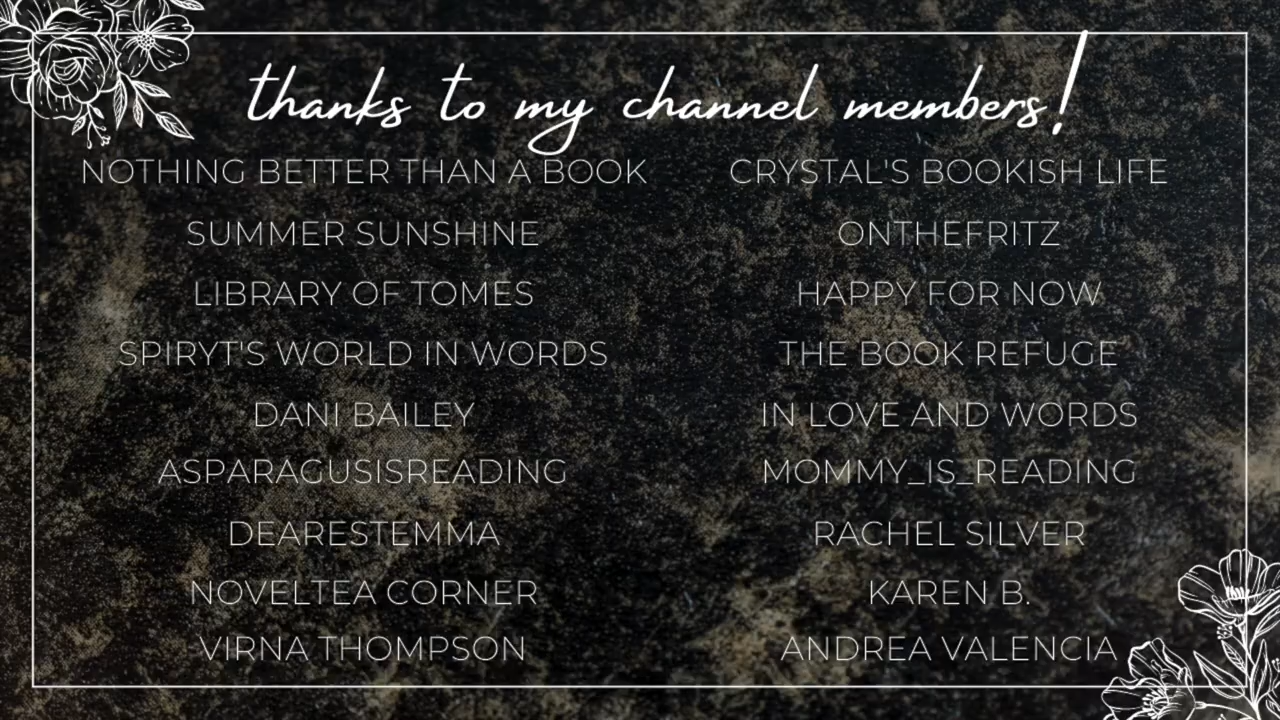 thanks to my channel members!
NOTHING BETTER THAN A BOOK
CRYSTAL'S BOOKISH LIFE
SUMMER SUNSHINE
ONTHEFRITZ
LIBRARY OF TOMES
HAPPY FOR NOW
SPIRYT'S WORLD IN WORDS
THE BOOK REFUGE
DANI BAILEY
IN LOVE AND WORDS
ASPARAGUSISREADING
MOMMY_IS_READING
DEARESTEMMA
RACHEL SILVER
NOVELTEA CORNER
KAREN B.
VIRNA THOMPSON
ANDREA VALENCIA